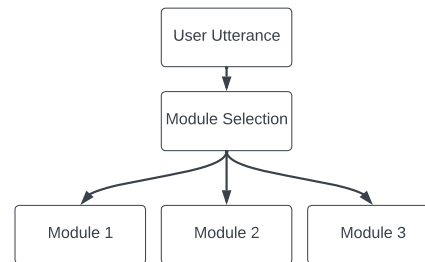 User Utterance
Module Selection
Module 1
Module 2
Module 3